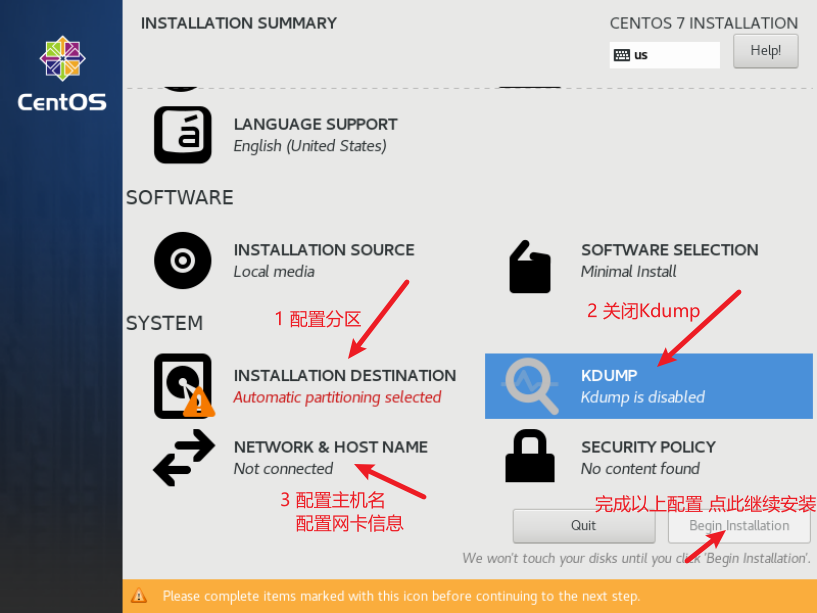 INSTALLATION SUMMARY
CENTOS 7 INSTALLATION
us
Help!
CentOS
á
LANGUAGE SUPPORT
English (United States)
SOFTWARE
INSTALLATION SOURCE
Local media
SOFTWARE SELECTION
Minimal Install
SYSTEM
1 配置分区
2 关闭Kdump
INSTALLATION DESTINATION
Automatic partitioning selected
KDUMP
Kdump is disabled
NETWORK & HOST NAME
Not connected
SECURITY POLICY
No content found
3 配置主机名
配置网卡信息
完成以上配置 点此继续安装
Quit
Begin Installation
We won't touch your disks until you click 'Begin Installation'.
Please complete items marked with this icon before continuing to the next step.